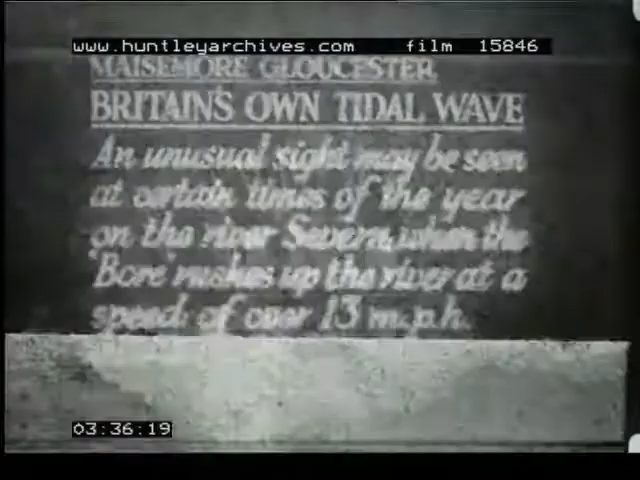 www.huntleyarchives.com film 15846
MAISEMORE GLOUCESTER.
BRITAIN'S OWN TIDAL WAVE
An unusual sight may be seen
at certain times of the year
on the river Severn, when the
'Bore' rushes up the river at a
speed of over 13 m.p.h.
03:36:19